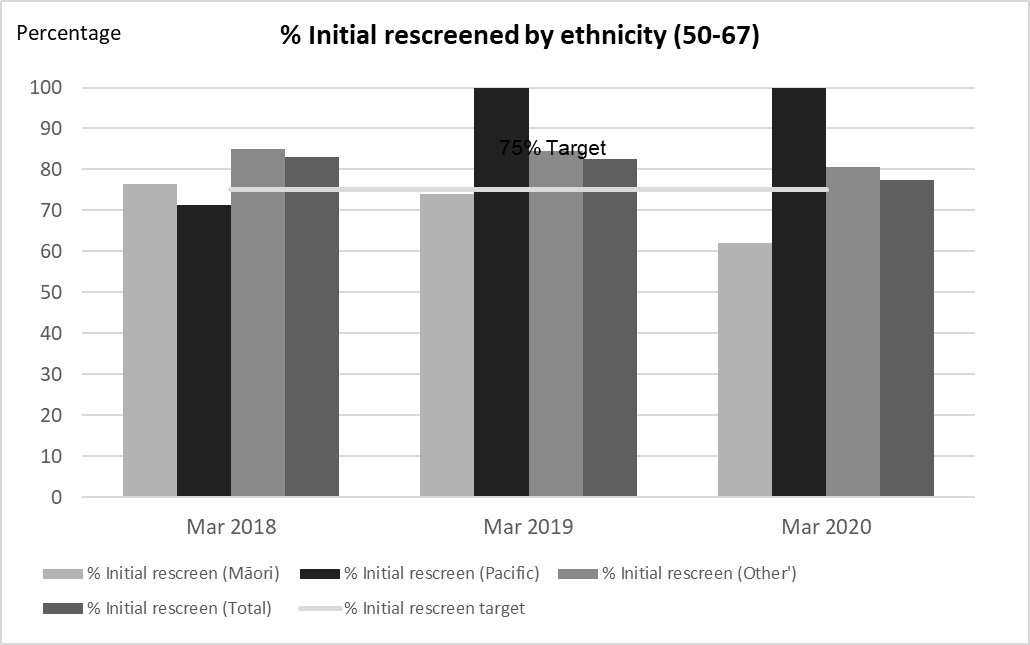 Percentage
% Initial rescreened by ethnicity (50-67)
100
90
80
70
60
50
40
30
20
10
0
75% Target
Mar 2018
Mar 2019
Mar 2020
% Initial rescreen (Māori)
% Initial rescreen (Pacific)
% Initial rescreen (Other')
% Initial rescreen (Total)
% Initial rescreen target